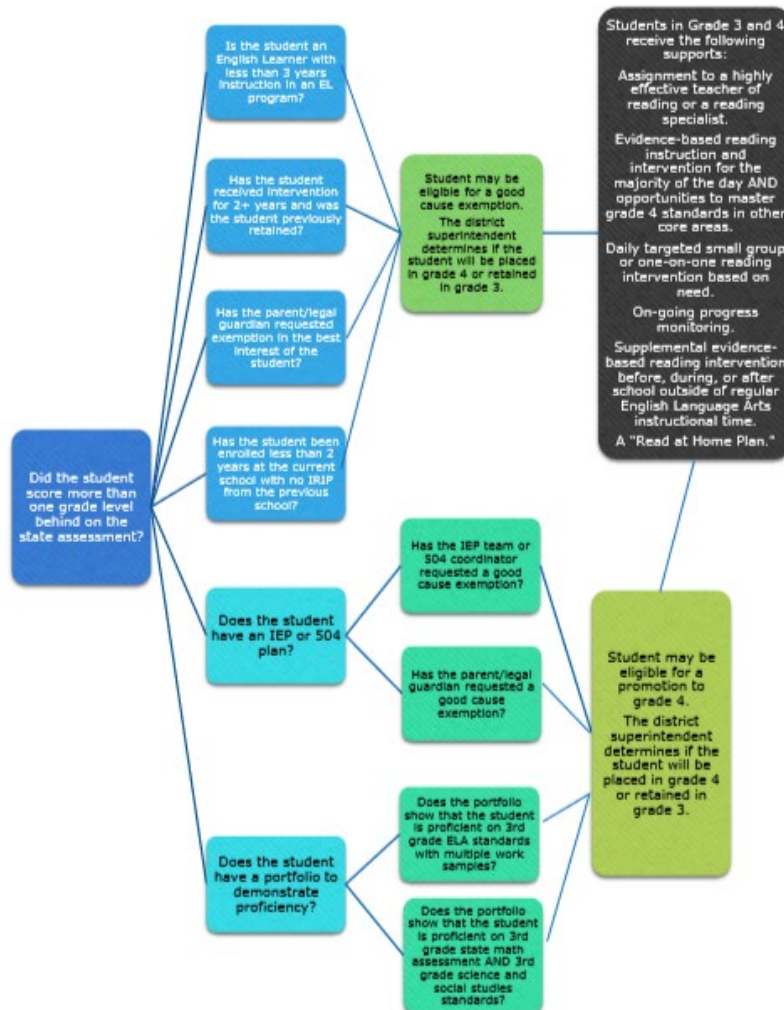 Did the student
score more than
one grade level
behind on the
state assessment?
Is the student an
English Learner with
less than 3 years
instruction in an EL
program?
Has the student
received intervention
for 2+ years and was
the student previously
retained?
Has the parent/legal
guardian requested
exemption in the best
interest of the
student?
Has the student been
enrolled less than 2
years at the current
school with no IRIP
from the previous
school?
Does the student
have an IEP or 504
plan?
Does the student
have a portfolio to
demonstrate
proficiency?
Student may be
eligible for a good
cause exemption.
The district
superintendent
determines if the
student will be placed
in grade 4 or retained
in grade 3.
Has the IEP team or
504 coordinator
requested a good
cause exemption?
Has the parent/legal
guardian requested a
good cause
exemption?
Does the portfolio
show that the student
is proficient on 3rd
grade ELA standards
with multiple work
samples?
Does the portfolio
show that the student
is proficient on 3rd
grade state math
assessment AND 3rd
grade science and
social studies
standards?
Students in Grade 3 and 4
receive the following
supports:
Assignment to a highly
effective teacher of
reading or a reading
specialist.
Evidence-based reading
instruction and
intervention for the
majority of the day AND
opportunities to master
grade 4 standards in other
core areas.
Daily targeted small group
or one-on-one reading
intervention based on
need.
On-going progress
monitoring.
Supplemental evidence-
based reading intervention
before, during, or after
school outside of regular
English Language Arts
instructional time.
A "Read at Home Plan."
Student may be
eligible for a
promotion to
grade 4.
The district
superintendent
determines if the
student will be
placed in grade 4
or retained in
grade 3.